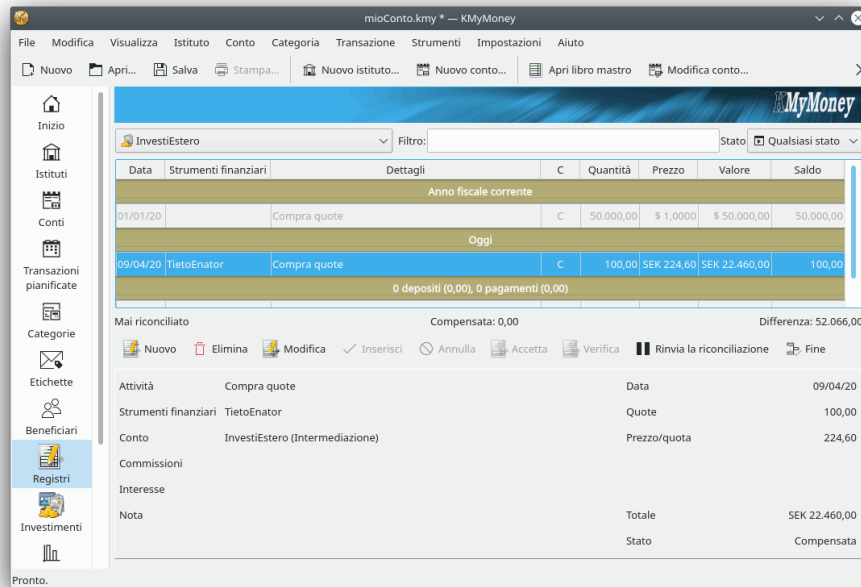 mioConto.kmy * — KMyMoney
File Modifica Visualizza Istituto Conto Categoria Transazione Strumenti Impostazioni Aiuto
Nuovo Apri... Salva Stampa... Nuovo istituto... Nuovo conto... Apri libro mastro Modifica conto...
Inizio
Istituti
Conti
Transazioni
pianificate
Categorie
Etichette
Beneficiari
Registri
Investimenti
KMyMoney
InvestiEstero Filtro: Stato Qualsiasi stato
Data Strumenti finanziari Dettagli C Quantità Prezzo Valore Saldo
Anno fiscale corrente
01/01/20 Compra quote C 50.000,00 $ 1,0000 $ 50.000,00 50.000,00
Oggi
09/04/20 TietoEnator Compra quote C 100,00 SEK 224,60 SEK 22.460,00 100,00
0 depositi (0,00), 0 pagamenti (0,00)
Mai riconciliato Compensata: 0,00 Differenza: 52.066,00
Nuovo Elimina Modifica Inserisci Annulla Accetta Verifica Rinvia la riconciliazione Fine
Attività Compra quote Data 09/04/20
Strumenti finanziari TietoEnator Quote 100,00
Conto InvestiEstero (Intermediazione) Prezzo/quota 224,60
Commissioni
Interesse
Nota Totale SEK 22.460,00
Stato Compensata
Pronto.